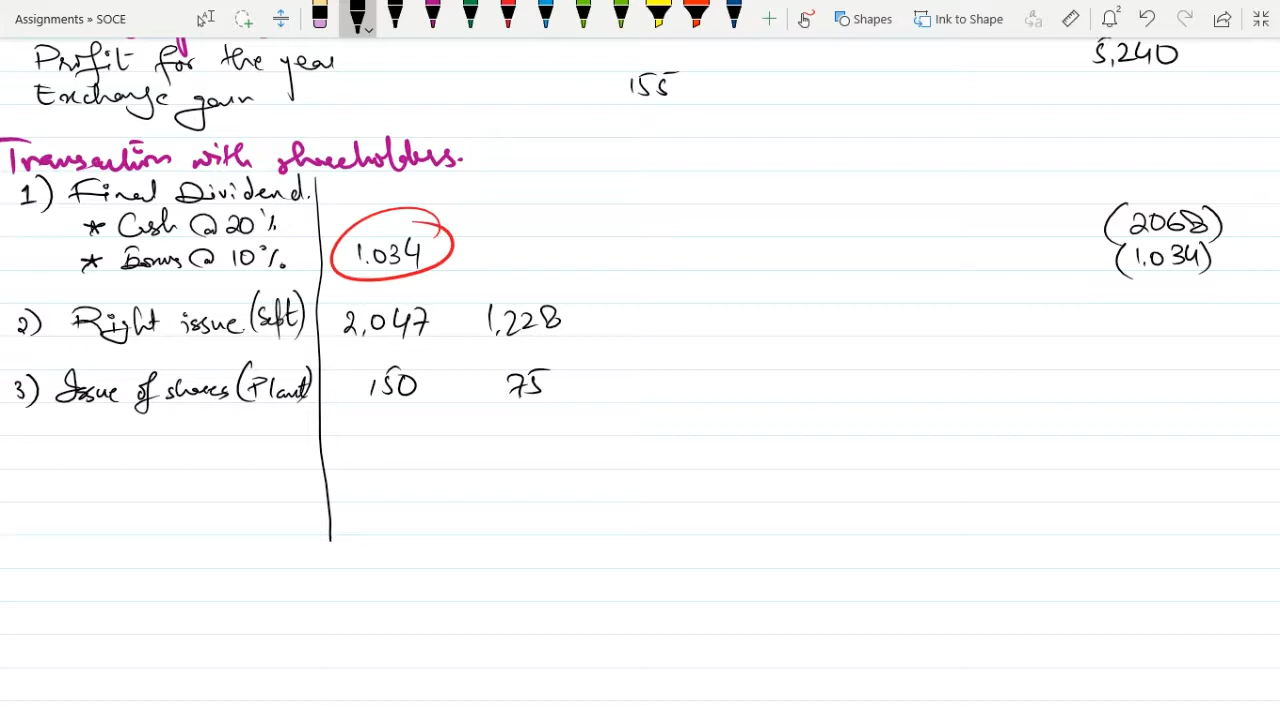 Assignments » SOCE Shapes Ink to Shape 2
Profit for the year 5,240
Exchange gain 155
Transaction with shareholders.
1) Final Dividend.
* Cash @ 20% (2068)
* Bonus @ 10%. 1.034 (1.034)
2) Right issue (Sept) 2,047 1,228
3) Issue of shares (Plant) 150 75